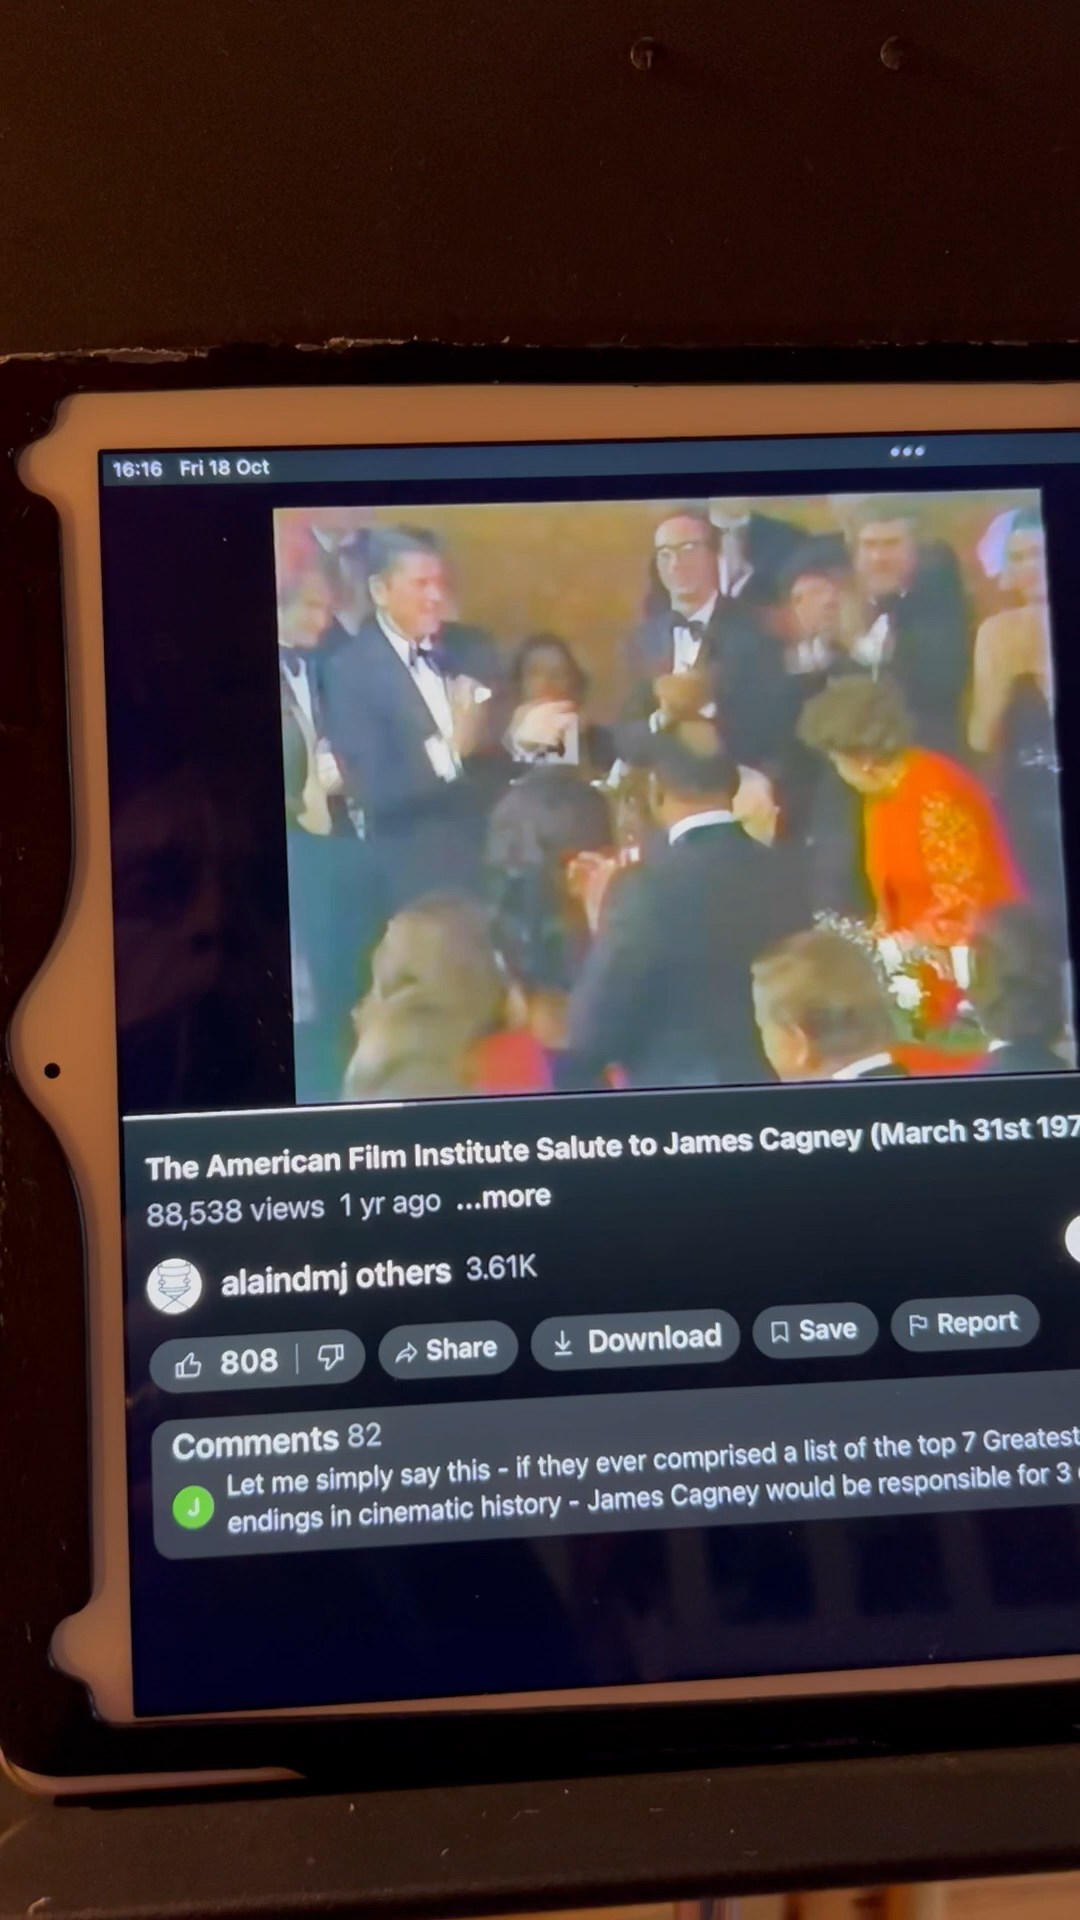 16:16 Fri 18 Oct
The American Film Institute Salute to James Cagney (March 31st 197
88,538 views 1 yr ago ...more
alaindmj others 3.61K
808 Share Download Save Report
Comments 82
J
Let me simply say this - if they ever comprised a list of the top 7 Greatest
endings in cinematic history - James Cagney would be responsible for 3